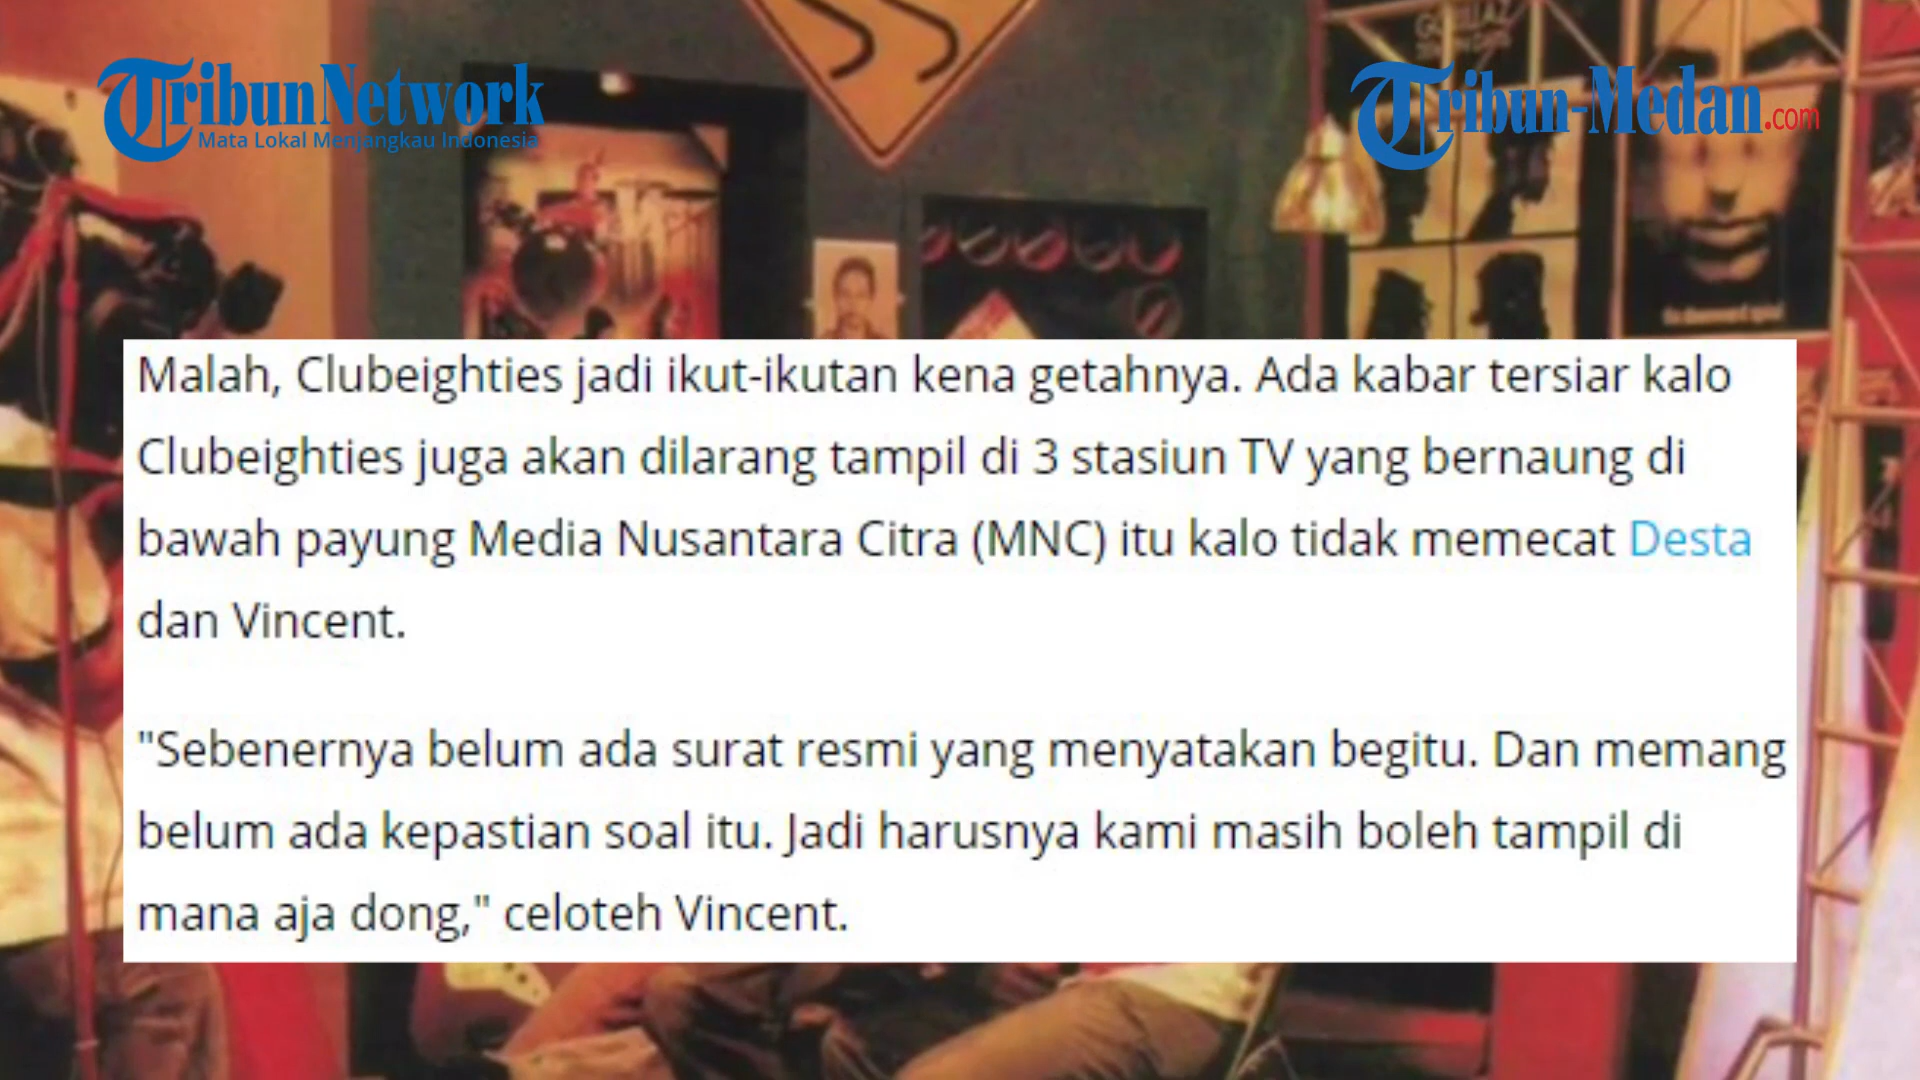 TribunNetwork
Mata Lokal Menjangkau Indonesia
Tribun-Medan.com
GORILLAZ
Malah, Clubeighties jadi ikut-ikutan kena getahnya. Ada kabar tersiar kalo
Clubeighties juga akan dilarang tampil di 3 stasiun TV yang bernaung di
bawah payung Media Nusantara Citra (MNC) itu kalo tidak memecat Desta
dan Vincent.
"Sebenernya belum ada surat resmi yang menyatakan begitu. Dan memang
belum ada kepastian soal itu. Jadi harusnya kami masih boleh tampil di
mana aja dong," celoteh Vincent.